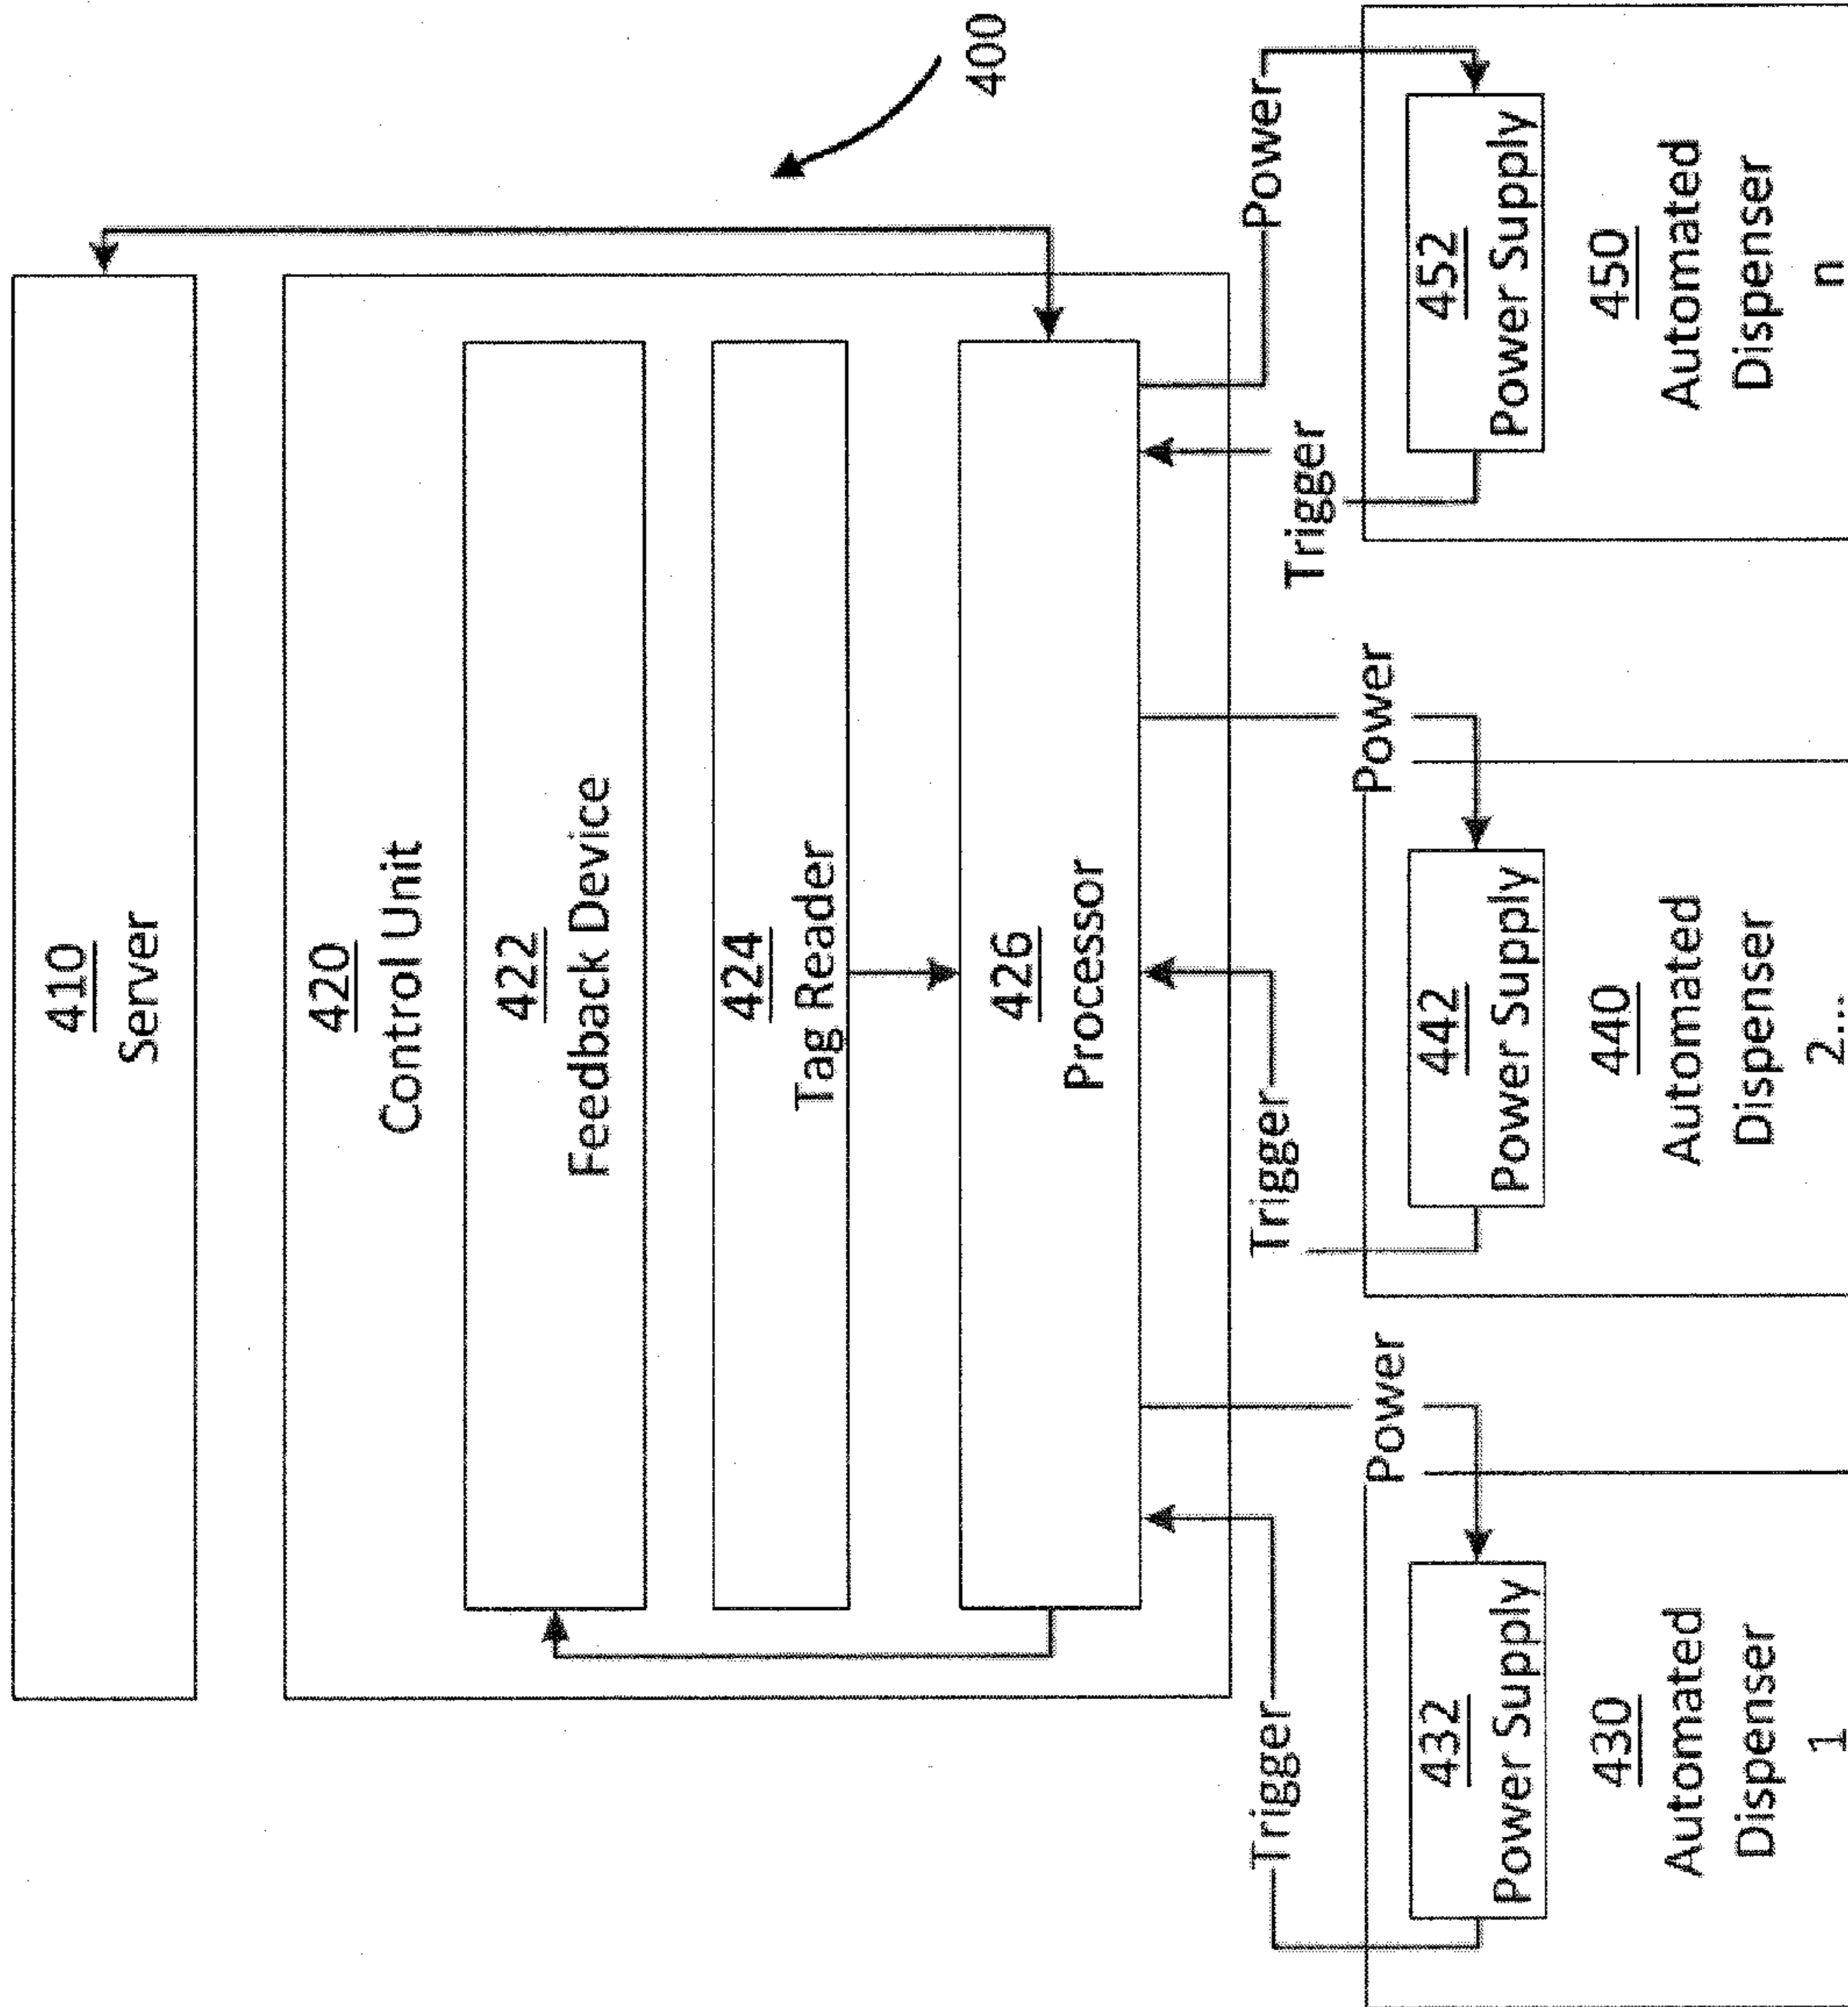 410
Server
420
Control Unit
422
Feedback Device
424
Tag Reader
426
Processor
400
Trigger
Power
Trigger
Power
Trigger
Power
432
Power Supply
430
Automated
Dispenser
1
442
Power Supply
440
Automated
Dispenser
2...
452
Power Supply
450
Automated
Dispenser
n